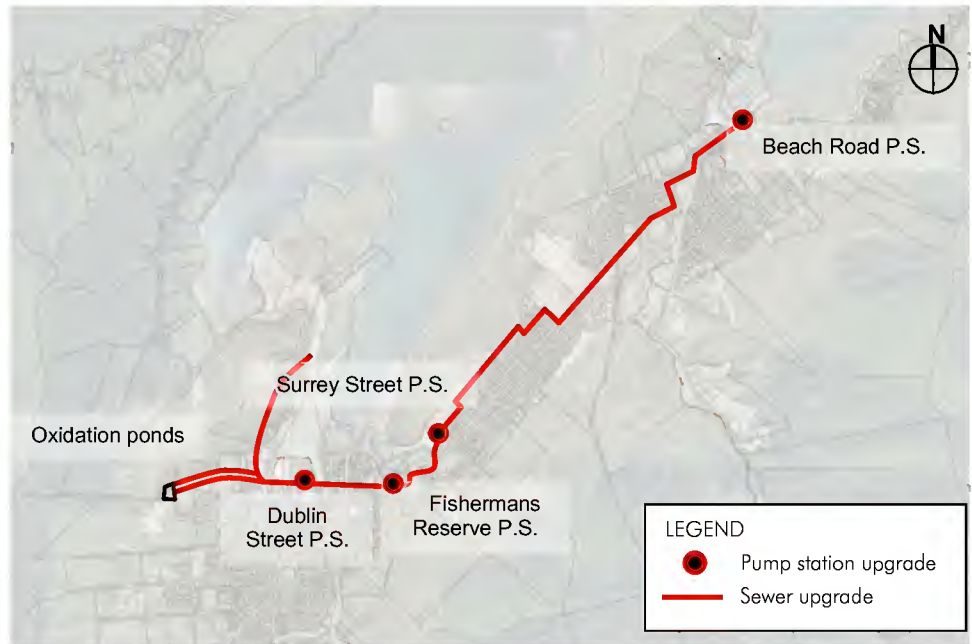 N
Beach Road P.S.
Surrey Street P.S.
Oxidation ponds
Dublin
Street P.S.
Fishermans
Reserve P.S.
LEGEND
Pump station upgrade
Sewer upgrade